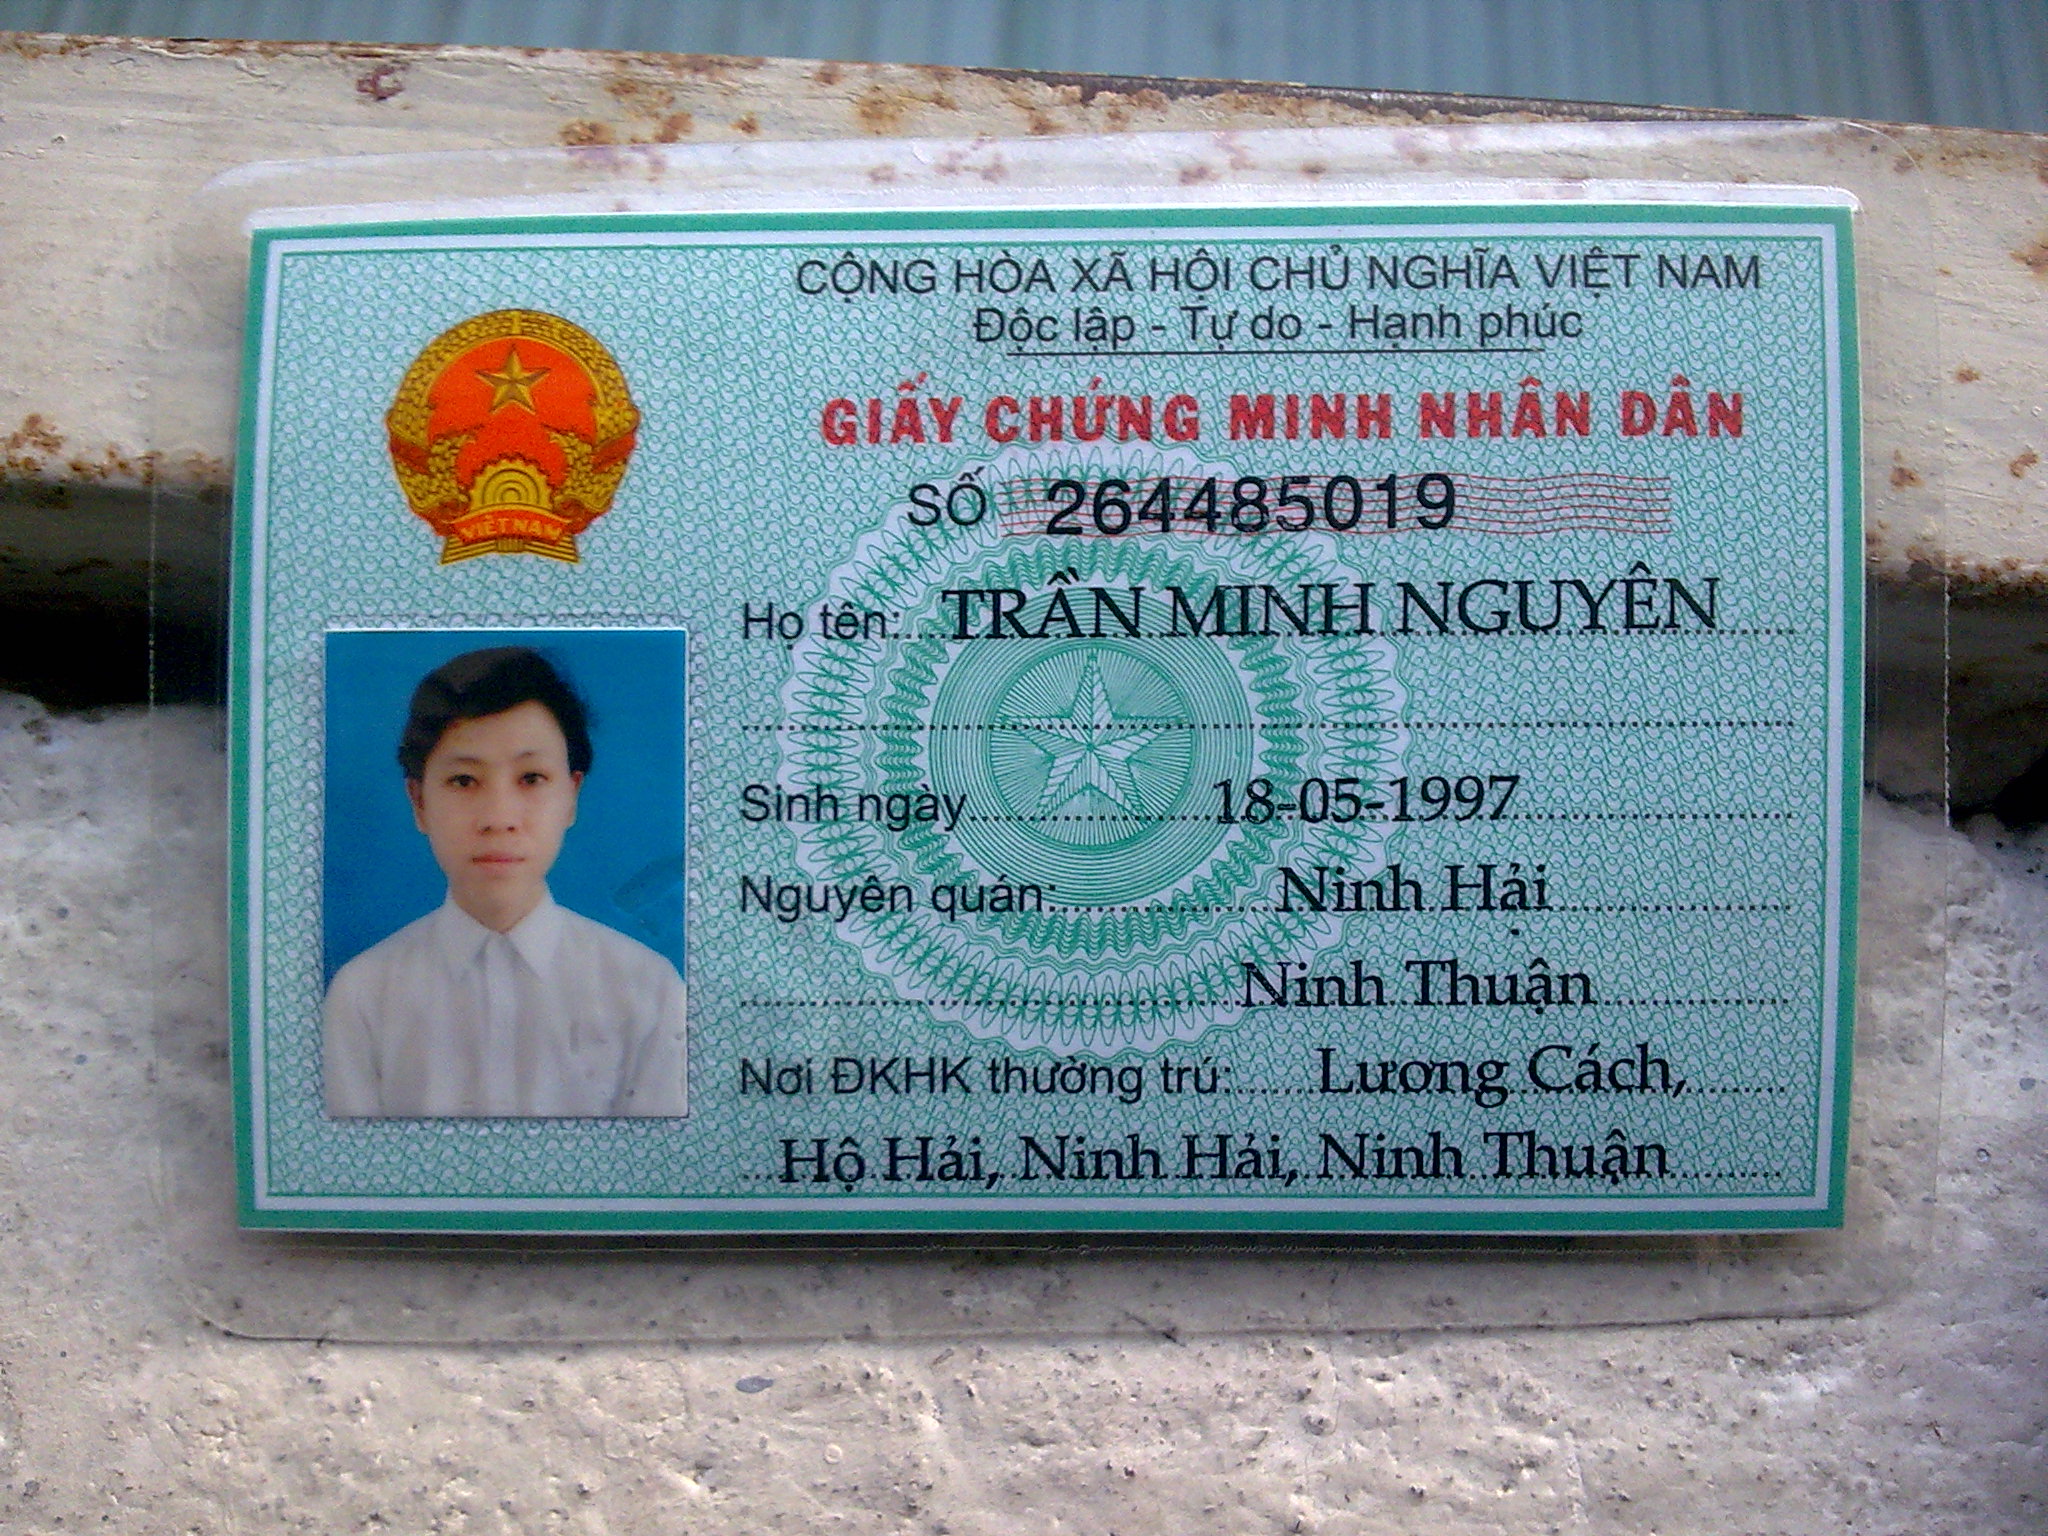 CỘNG HÒA XÃ HỘI CHỦ NGHĨA VIỆT NAM
Độc lập - Tự do - Hạnh phúc
GIẤY CHỨNG MINH NHÂN DÂN
SỐ 264485019
VIỆT NAM
Họ tên: TRẦN MINH NGUYÊN
Sinh ngày 18-05-1997
Nguyên quán: Ninh Hải
Ninh Thuận
Nơi ĐKHK thường trú: Lương Cách,
Hộ Hải, Ninh Hải, Ninh Thuận